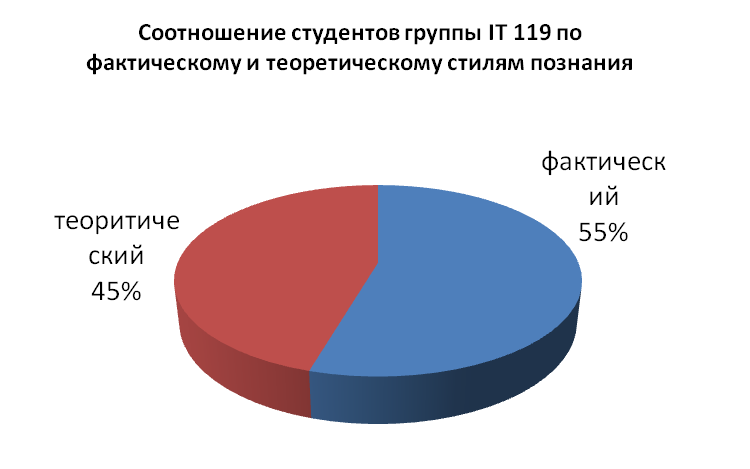 Соотношение студентов группы IT 119 по
фактическому и теоретическому стилям познания
фактическ
ий
55%
теоритиче
ский
45%